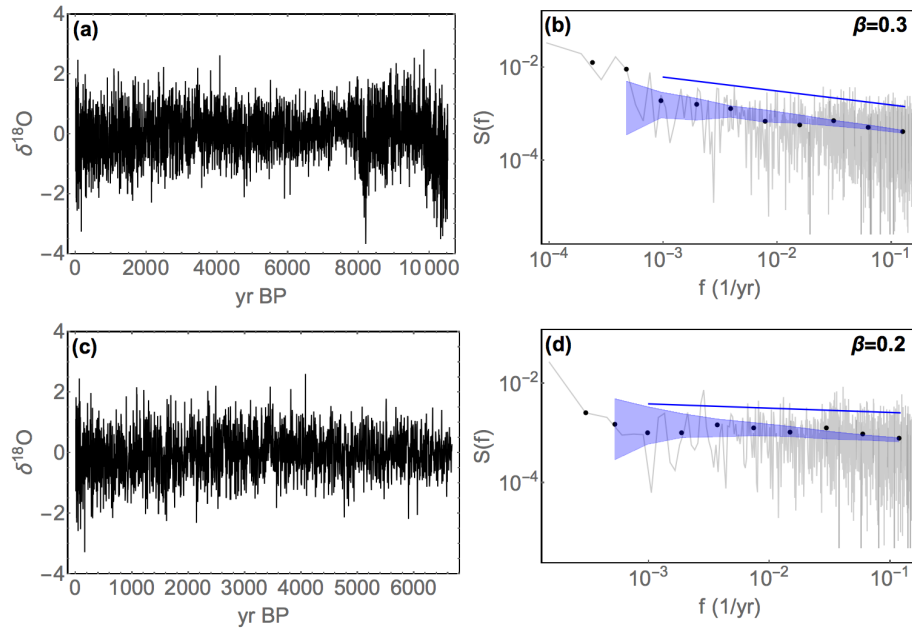 (a)
δ18O
4
2
0
−2
−4
0 2000 4000 6000 8000 10 000
yr BP
(b)
β=0.3
S(f)
10−2
10−4
10−4 10−3 10−2 10−1
f (1/yr)
(c)
δ18O
4
2
0
−2
−4
0 1000 2000 3000 4000 5000 6000
yr BP
(d)
β=0.2
S(f)
10−2
10−4
10−3 10−2 10−1
f (1/yr)